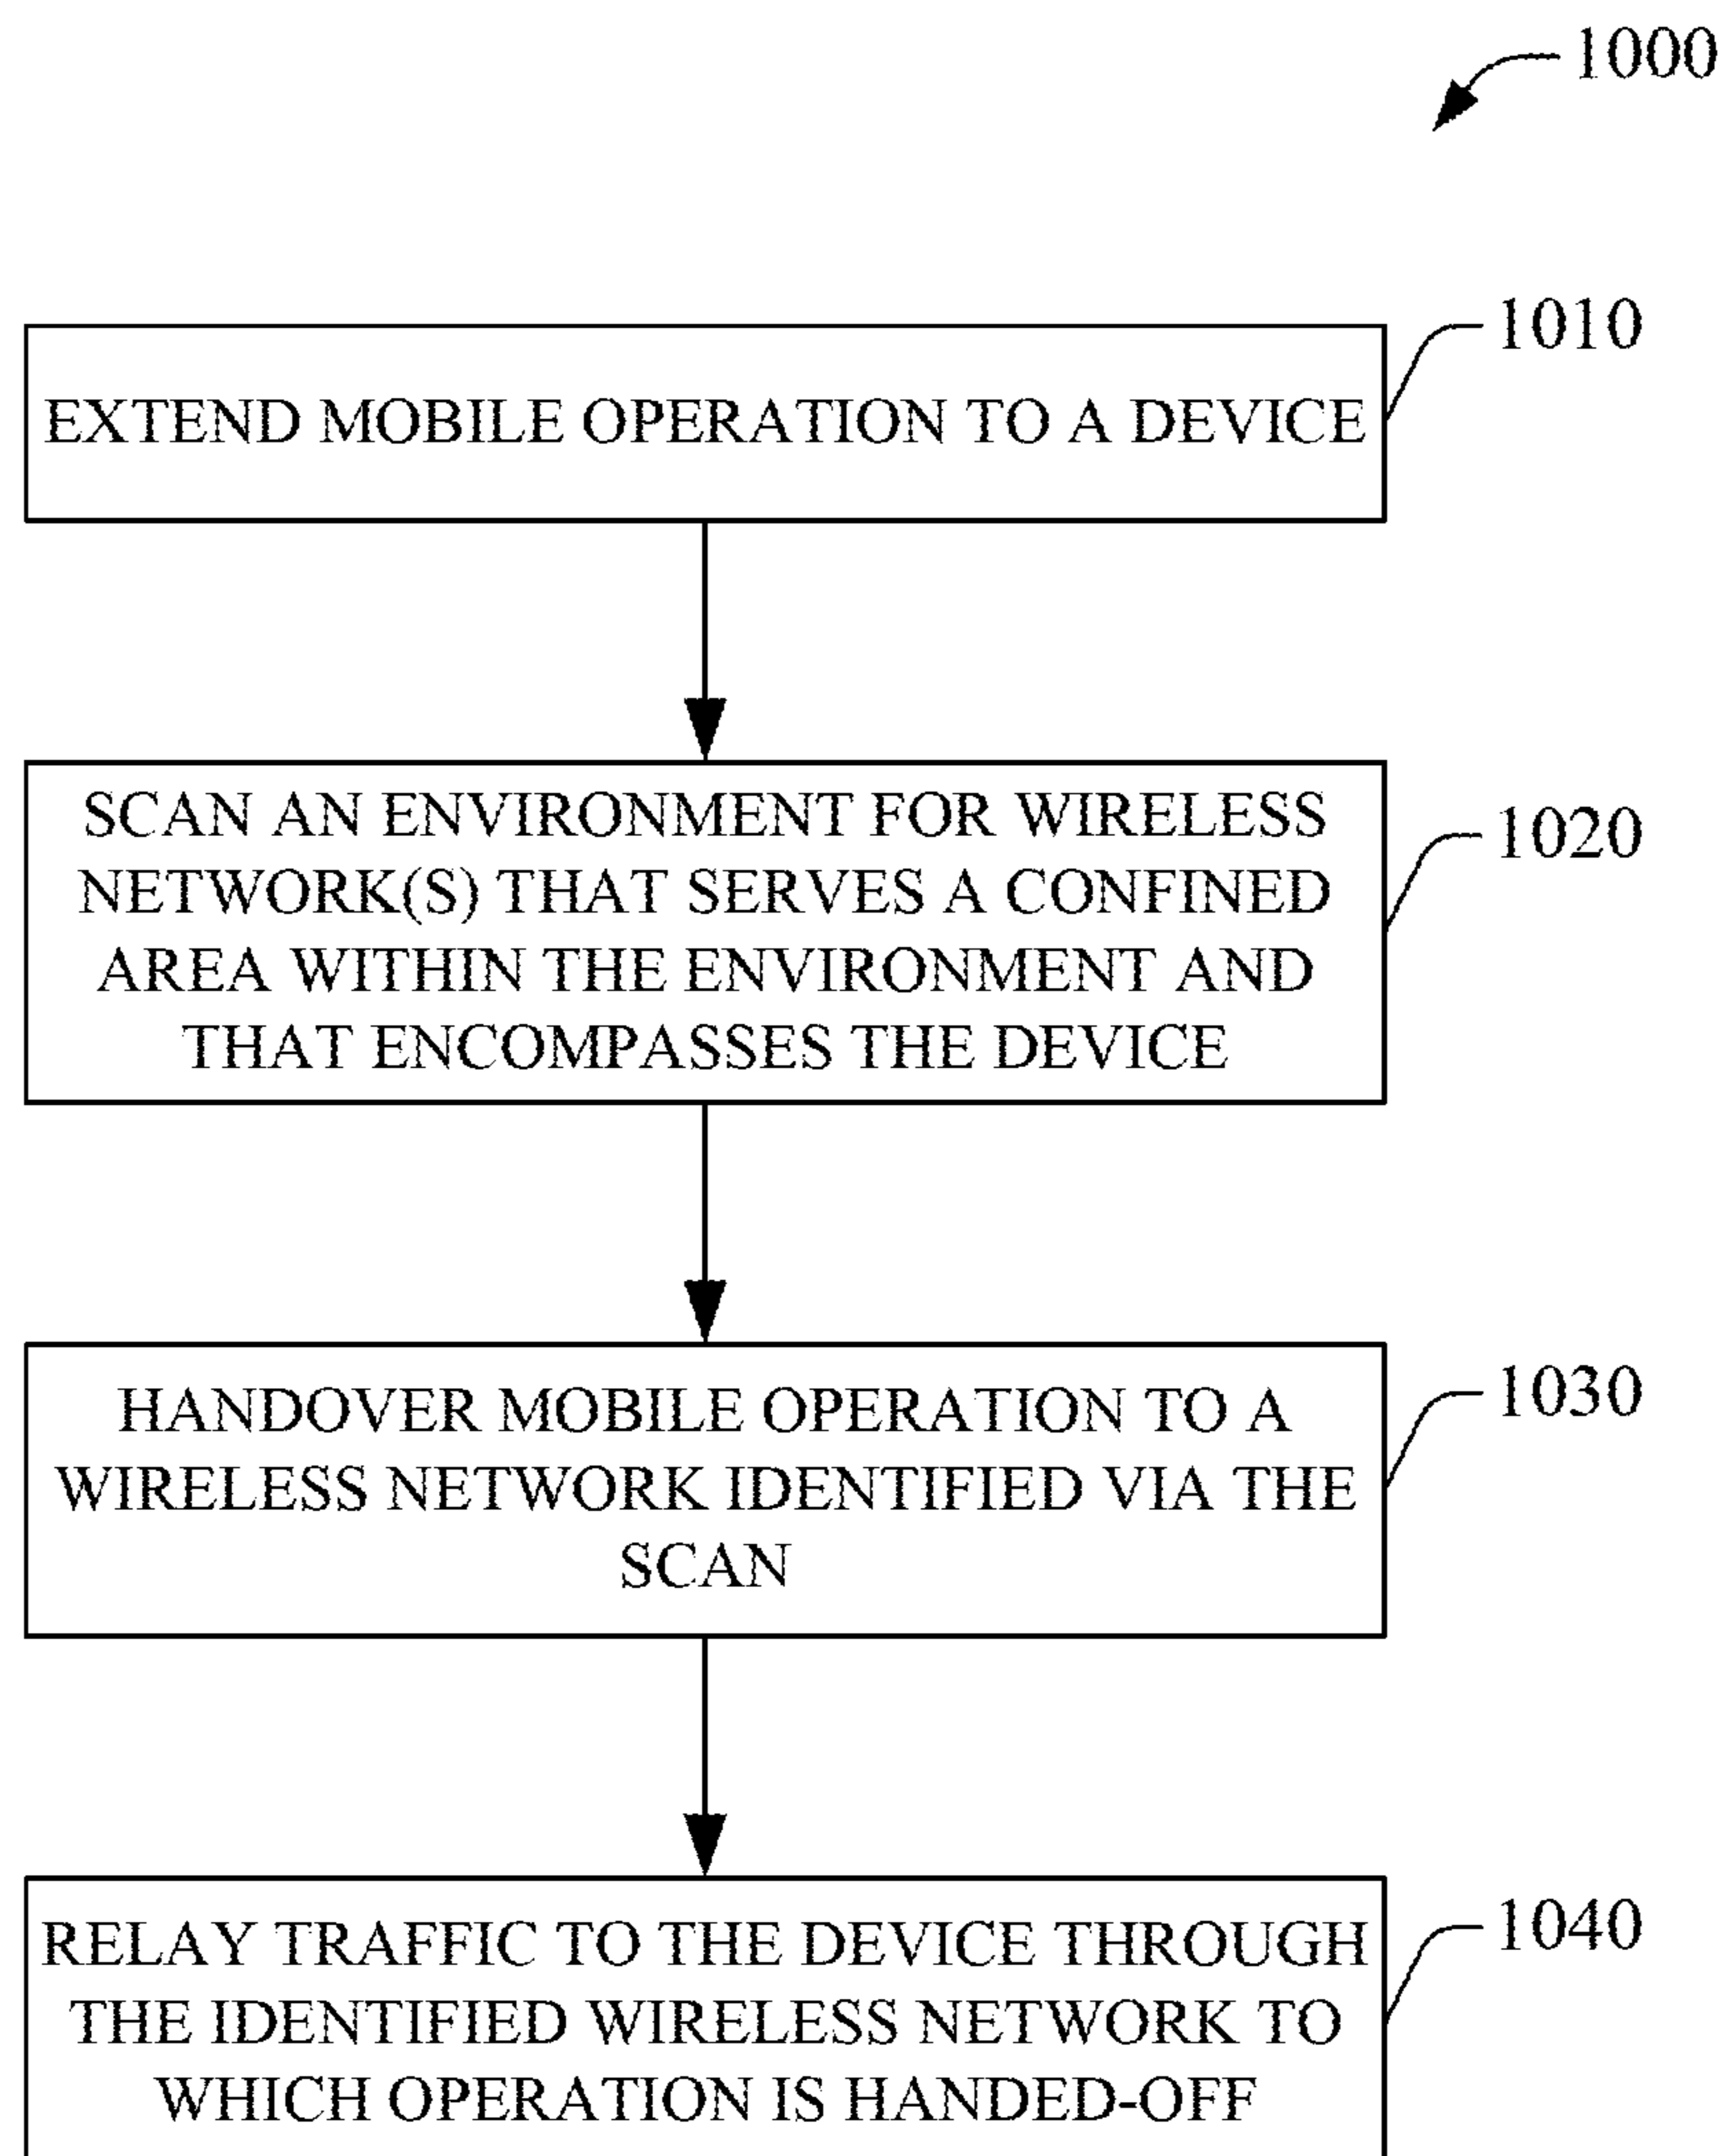 1000
1010
EXTEND MOBILE OPERATION TO A DEVICE
SCAN AN ENVIRONMENT FOR WIRELESS
1020
NETWORK(S) THAT SERVES A CONFINED
AREA WITHIN THE ENVIRONMENT AND
THAT ENCOMPASSES THE DEVICE
1030
HANDOVER MOBILE OPERATION TO A
WIRELESS NETWORK IDENTIFIED VIA THE
SCAN
1040
RELAY TRAFFIC TO THE DEVICE THROUGH
THE IDENTIFIED WIRELESS NETWORK TO
WHICH OPERATION IS HANDED-OFF